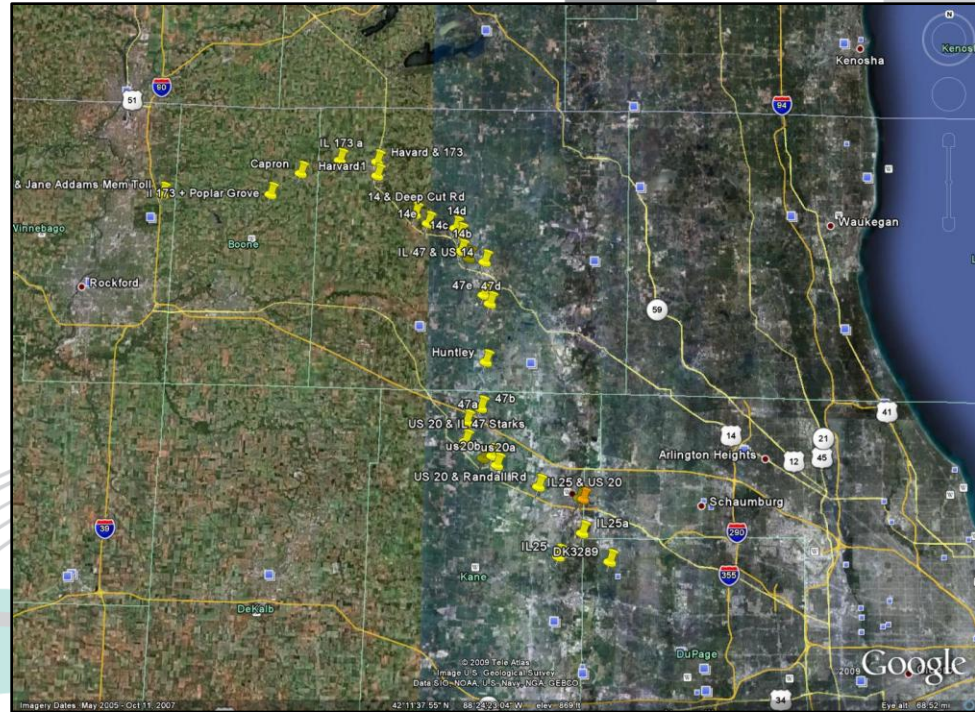 N
Kenosha
Kenosh
90
51
94
IL 173 a
Havard & 173
Capron
Harvard1
& Jane Addams Mem Toll
Il 173 + Poplar Grove
14 & Deep Cut Rd
14e
14d
14c
14b
Waukegan
Winnebago
Boone
IL 47 & US 14
Rockford
47e
47d
59
Huntley
47b
47a
41
US 20 & IL 47 Starks
14
21
us20b
us20a
Arlington Heights
12
45
US 20 & Randall Rd
IL25 & US 20
Schaumburg
39
IL25a
290
IL25
DK3289
Kane
355
DeKalb
DuPage
© 2009 Tele Atlas
Image U.S. Geological Survey
Data SIO, NOAA, U.S. Navy, NGA, GEBCO
2009
Google
34
Imagery Dates: May 2005 - Oct 11, 2007
42°11'37.55" N 88°24'23.04" W elev 869 ft
Eye alt 68.52 mi